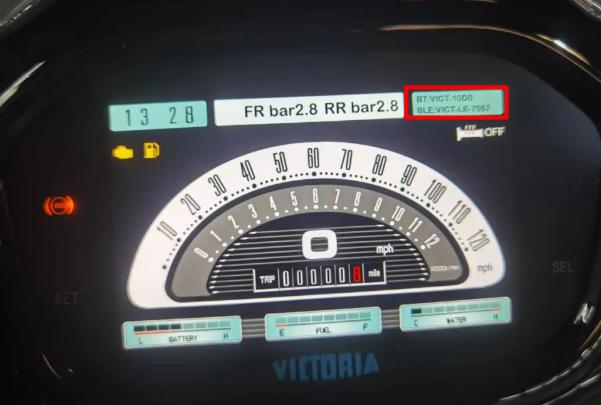 13 28
FR bar2.8 RR bar2.8
BT:VICT-10D0
BLE:VICT-LE-7557
OFF
10 20 30 40 50 60 70 80 90 100 110 120
0 1 2 3 4 5 6 7 8 9 10 11 12
0 mph
mph
TRIP 000008 mile
SET
SEL
L BATTERY H
E FUEL F
C WATER H
N
VICTORIA